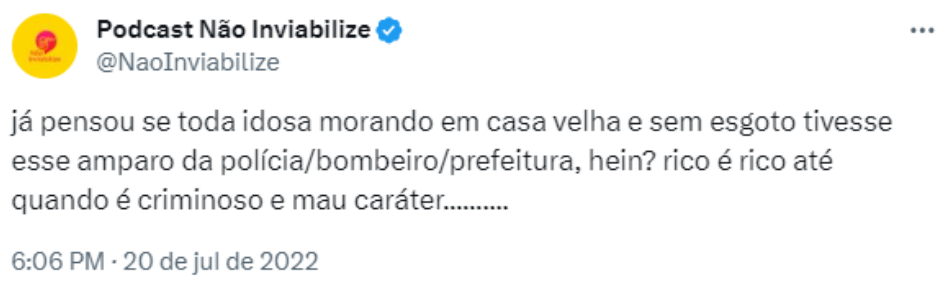 Podcast Não Inviabilize
@NaoInviabilize
já pensou se toda idosa morando em casa velha e sem esgoto tivesse
esse amparo da polícia/bombeiro/prefeitura, hein? rico é rico até
quando é criminoso e mau caráter..........
6:06 PM · 20 de jul de 2022